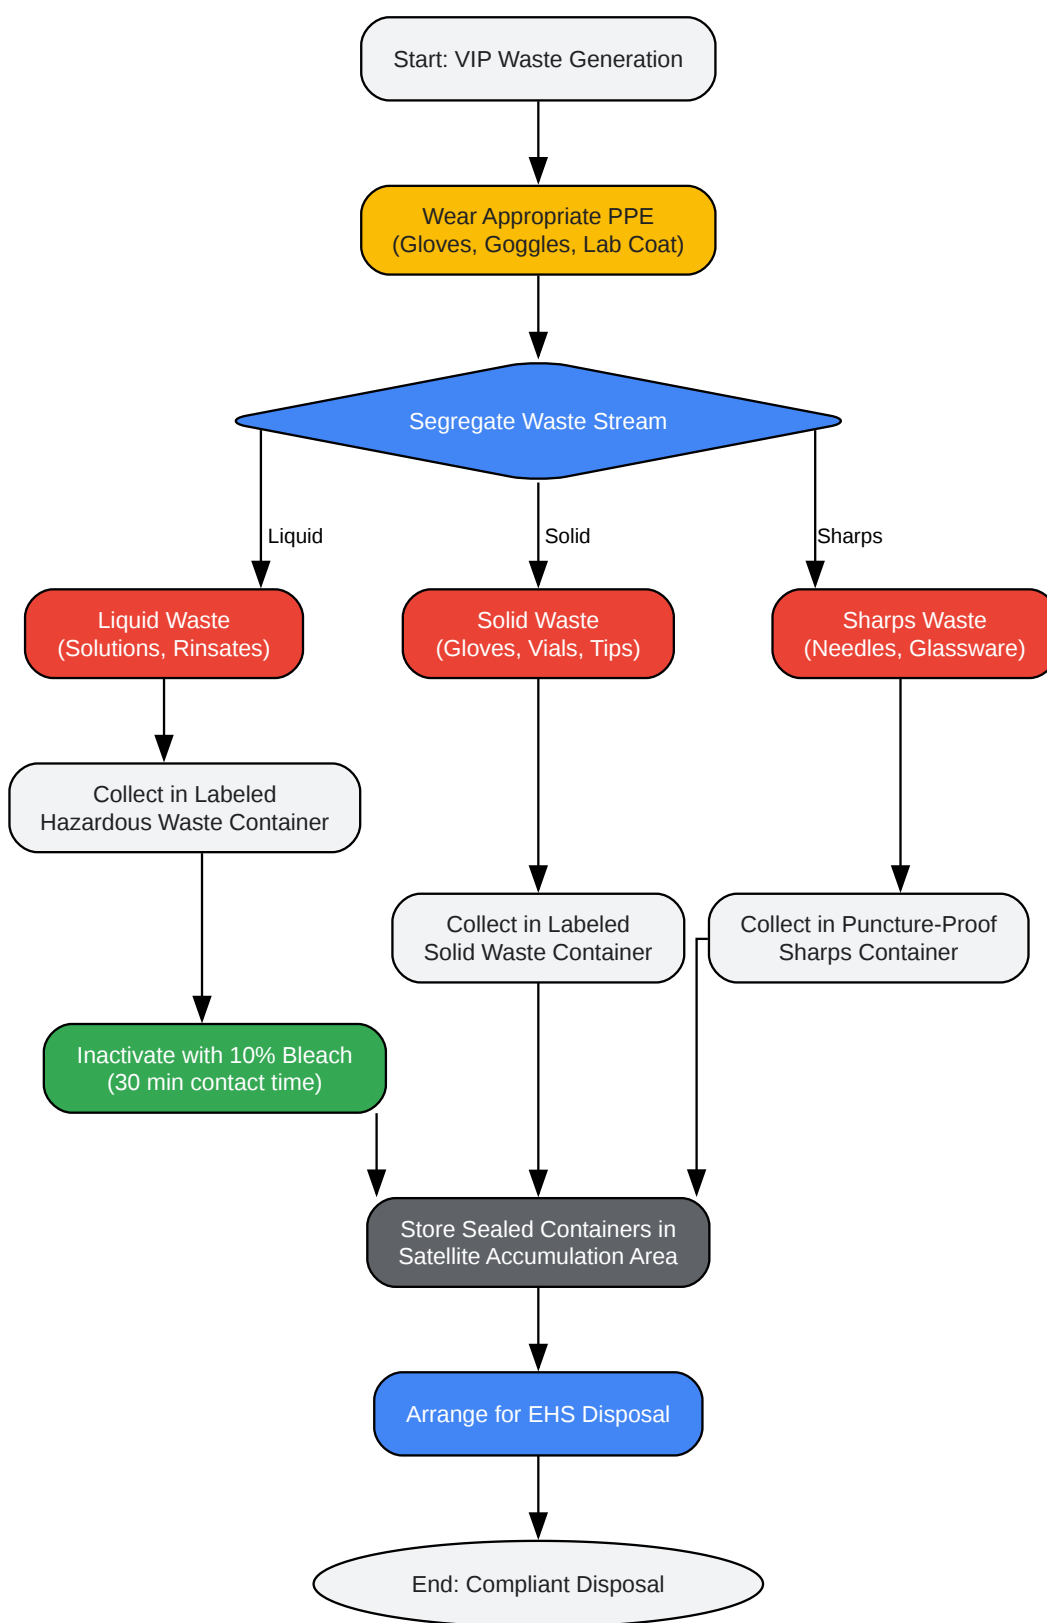 Start: VIP Waste Generation
Wear Appropriate PPE
(Gloves, Goggles, Lab Coat)
Segregate Waste Stream
Liquid
Solid
Sharps
Liquid Waste
(Solutions, Rinsates)
Solid Waste
(Gloves, Vials, Tips)
Sharps Waste
(Needles, Glassware)
Collect in Labeled
Hazardous Waste Container
Collect in Labeled
Solid Waste Container
Collect in Puncture-Proof
Sharps Container
Inactivate with 10% Bleach
(30 min contact time)
Store Sealed Containers in
Satellite Accumulation Area
Arrange for EHS Disposal
End: Compliant Disposal